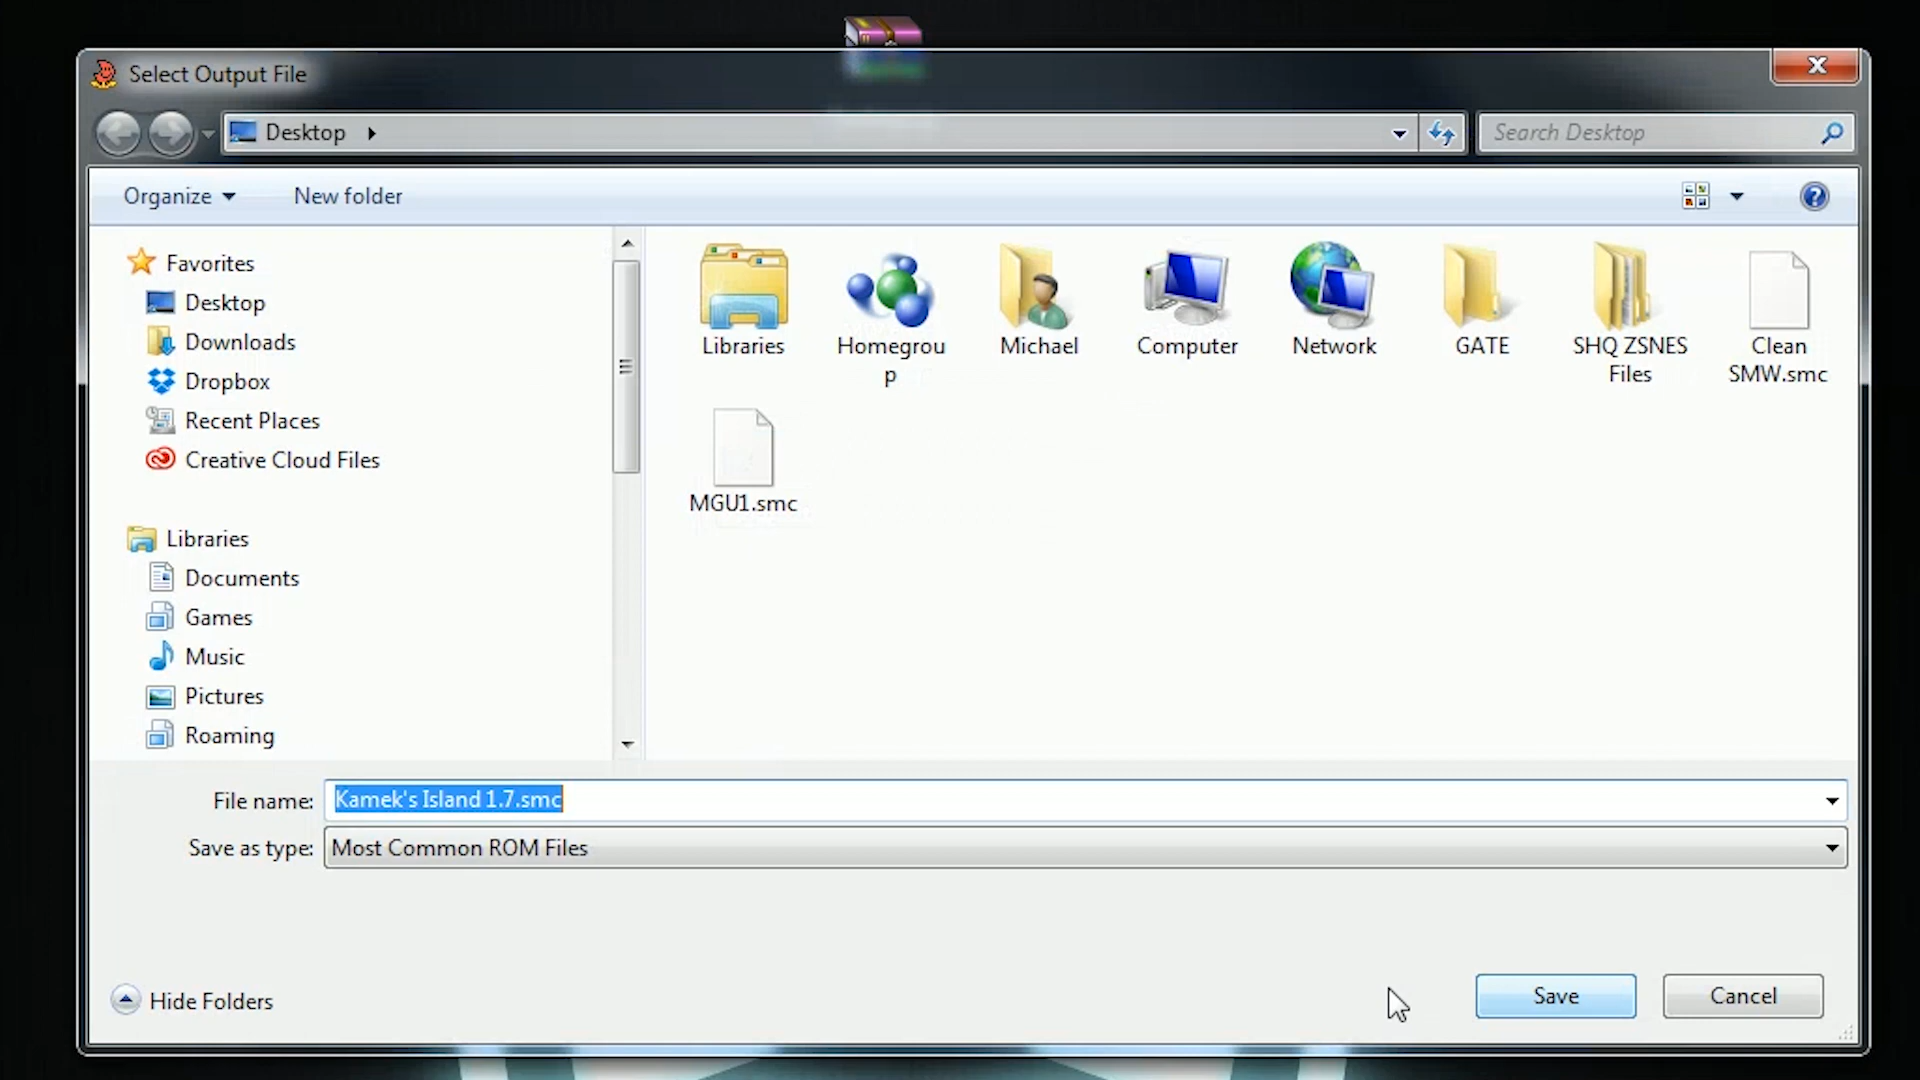 Select Output File
Desktop
Search Desktop
Organize
New folder
Favorites
Desktop
Downloads
Dropbox
Recent Places
Creative Cloud Files
Libraries
Documents
Games
Music
Pictures
Roaming
Libraries
Homegrou
p
Michael
Computer
Network
GATE
SHQ ZSNES
Files
Clean
SMW.smc
MGU1.smc
File name:
Kamek's Island 1.7.smc
Save as type:
Most Common ROM Files
Hide Folders
Save
Cancel